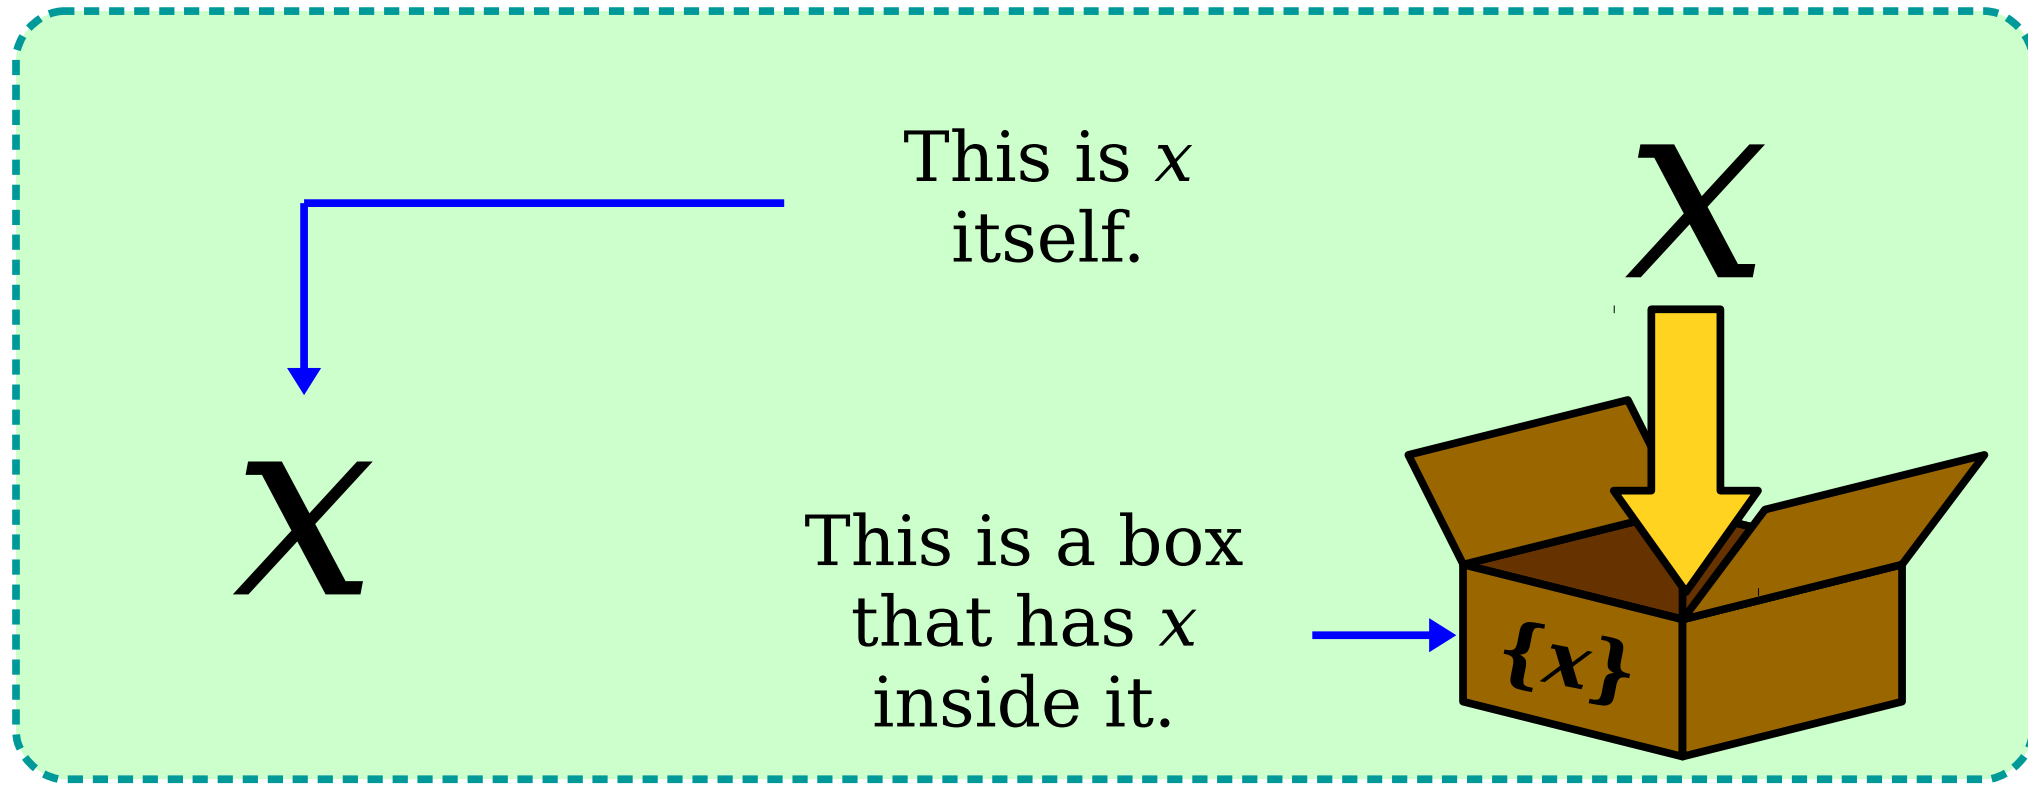 This is x
itself.
x
x
This is a box
that has x
inside it.
{x}